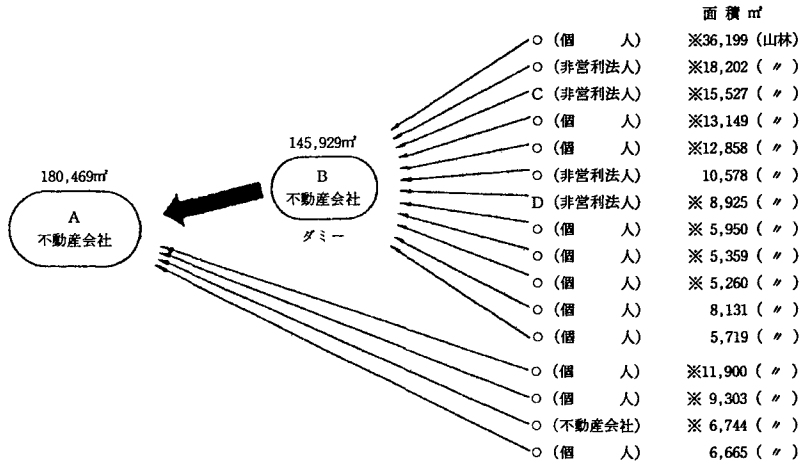 面 積 ㎡
○ (個 人) ※36,199 (山林)
○ (非営利法人) ※18,202 ( 〃 )
C (非営利法人) ※15,527 ( 〃 )
○ (個 人) ※13,149 ( 〃 )
○ (個 人) ※12,858 ( 〃 )
○ (非営利法人) 10,578 ( 〃 )
D (非営利法人) ※ 8,925 ( 〃 )
○ (個 人) ※ 5,950 ( 〃 )
○ (個 人) ※ 5,359 ( 〃 )
○ (個 人) ※ 5,260 ( 〃 )
○ (個 人) 8,131 ( 〃 )
○ (個 人) 5,719 ( 〃 )
145,929㎡
B
不動産会社
ダミー
180,469㎡
A
不動産会社
○ (個 人) ※11,900 ( 〃 )
○ (個 人) ※ 9,303 ( 〃 )
○ (不動産会社) ※ 6,744 ( 〃 )
○ (個 人) 6,665 ( 〃 )